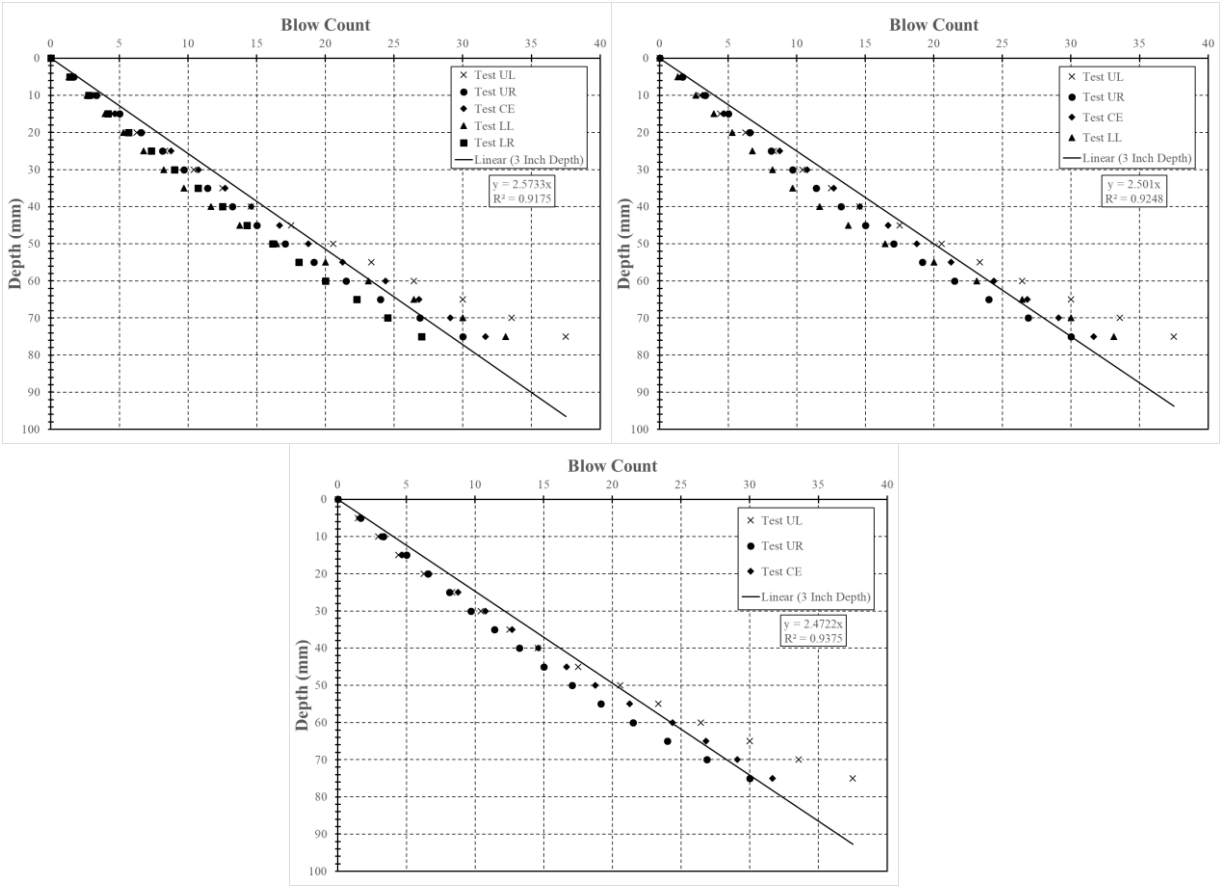 Blow Count
0 5 10 15 20 25 30 35 40
0
10
20
30
40
50
60
70
80
90
100
Depth (mm)
Test UL
Test UR
Test CE
Test LL
Test LR
Linear (3 Inch Depth)
y = 2.5733x
R² = 0.9175
Blow Count
0 5 10 15 20 25 30 35 40
0
10
20
30
40
50
60
70
80
90
100
Depth (mm)
Test UL
Test UR
Test CE
Test LL
Linear (3 Inch Depth)
y = 2.501x
R² = 0.9248
Blow Count
0 5 10 15 20 25 30 35 40
0
10
20
30
40
50
60
70
80
90
100
Depth (mm)
Test UL
Test UR
Test CE
Linear (3 Inch Depth)
y = 2.4722x
R² = 0.9375